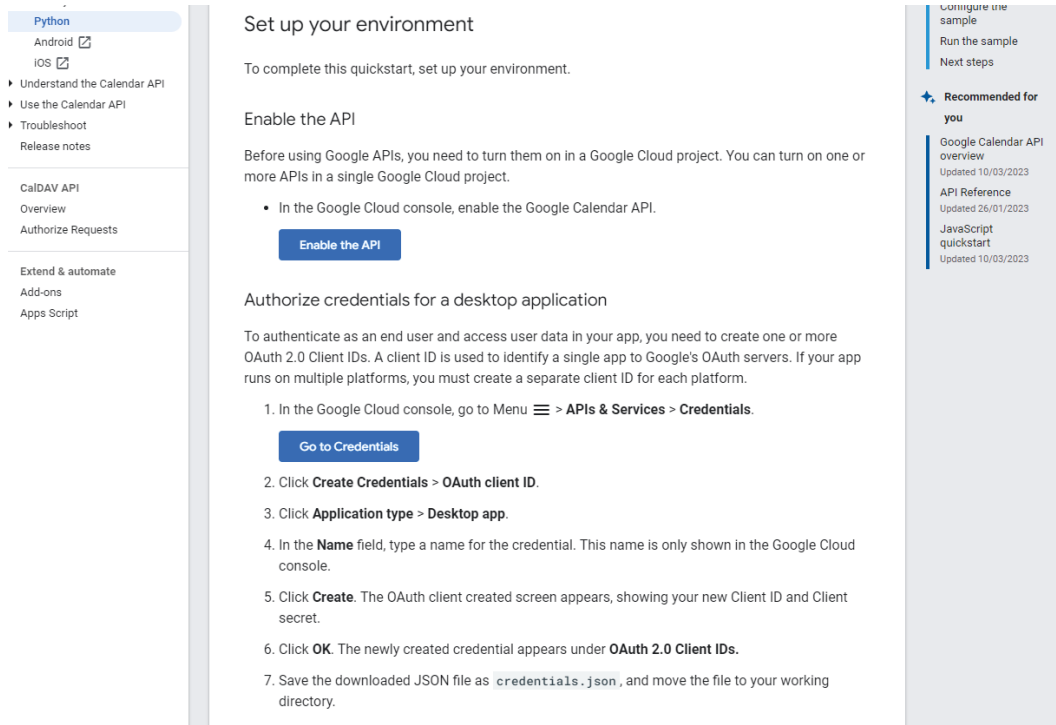 Python
Android
iOS
Understand the Calendar API
Use the Calendar API
Troubleshoot
Release notes
CalDAV API
Overview
Authorize Requests
Extend & automate
Add-ons
Apps Script
Set up your environment
To complete this quickstart, set up your environment.
Enable the API
Before using Google APIs, you need to turn them on in a Google Cloud project. You can turn on one or
more APIs in a single Google Cloud project.
• In the Google Cloud console, enable the Google Calendar API.
Enable the API
Authorize credentials for a desktop application
To authenticate as an end user and access user data in your app, you need to create one or more
OAuth 2.0 Client IDs. A client ID is used to identify a single app to Google's OAuth servers. If your app
runs on multiple platforms, you must create a separate client ID for each platform.
1. In the Google Cloud console, go to Menu ☰ > APIs & Services > Credentials.
Go to Credentials
2. Click Create Credentials > OAuth client ID.
3. Click Application type > Desktop app.
4. In the Name field, type a name for the credential. This name is only shown in the Google Cloud
console.
5. Click Create. The OAuth client created screen appears, showing your new Client ID and Client
secret.
6. Click OK. The newly created credential appears under OAuth 2.0 Client IDs.
7. Save the downloaded JSON file as credentials.json, and move the file to your working
directory.
Configure the
sample
Run the sample
Next steps
Recommended for
you
Google Calendar API
overview
Updated 10/03/2023
API Reference
Updated 26/01/2023
JavaScript
quickstart
Updated 10/03/2023